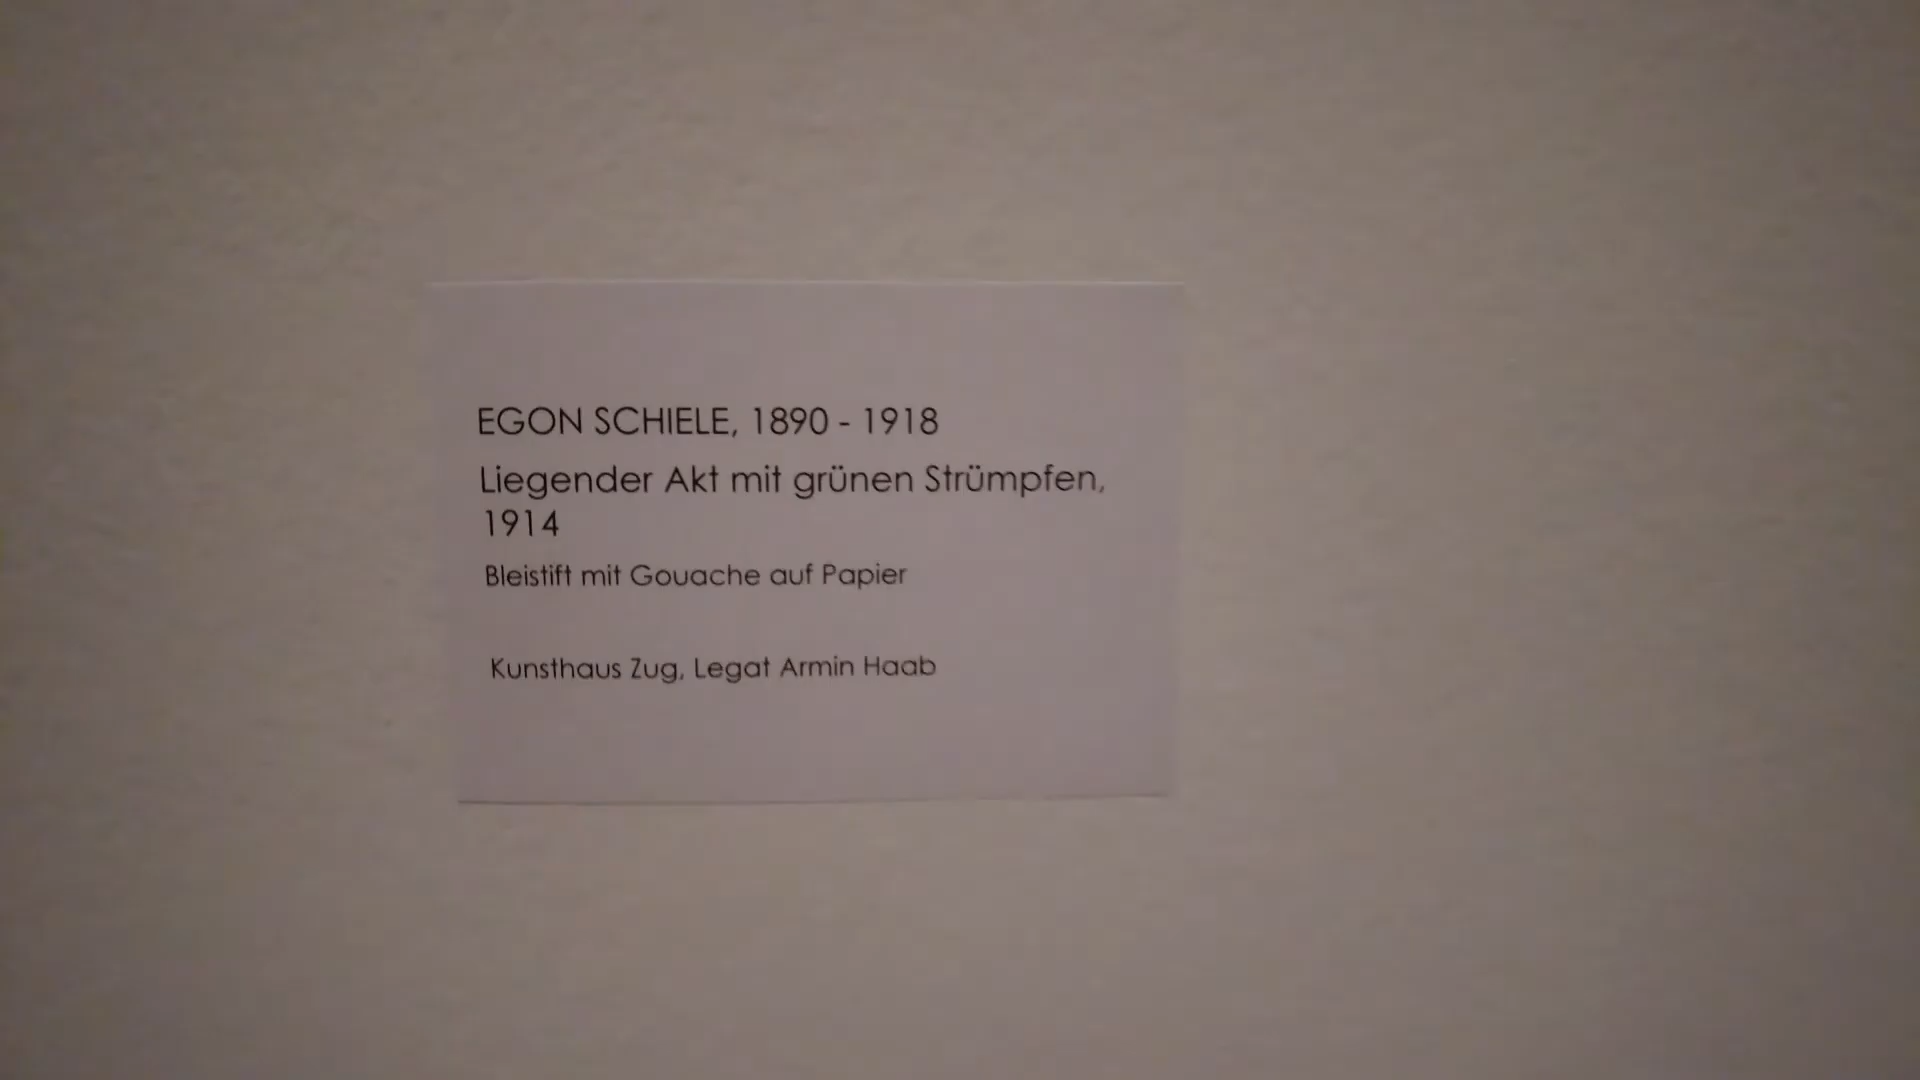 EGON SCHIELE, 1890 - 1918
Liegender Akt mit grünen Strümpfen,
1914
Bleistift mit Gouache auf Papier
Kunsthaus Zug, Legat Armin Haab